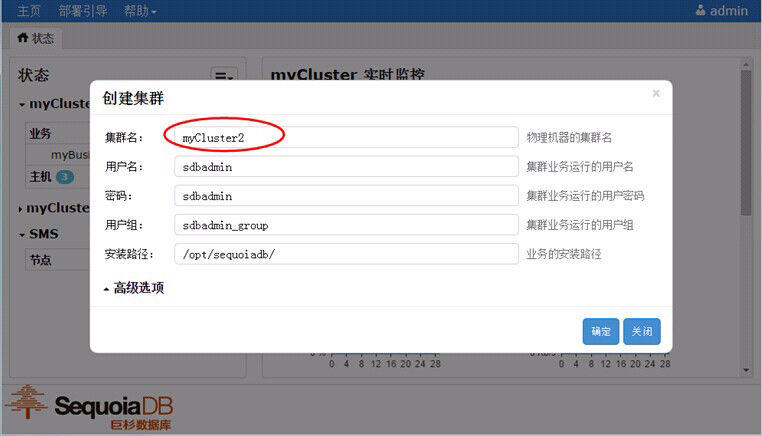 主页 部署引导 帮助 admin
状态
状态
myCluster 实时监控
myCluste
业务
myBusi
主机 3
myCluste
SMS
节点
创建集群 ×
集群名: myCluster2 物理机器的集群名
用户名: sdbadmin 集群业务运行的用户名
密码: sdbadmin 集群业务运行的用户密码
用户组: sdbadmin_group 集群业务运行的用户组
安装路径: /opt/sequoiadb/ 业务的安装路径
高级选项
确定 关闭
0 4 8 12 16 20 24 28
0 4 8 12 16 20 24 28
SequoiaDB
巨杉数据库